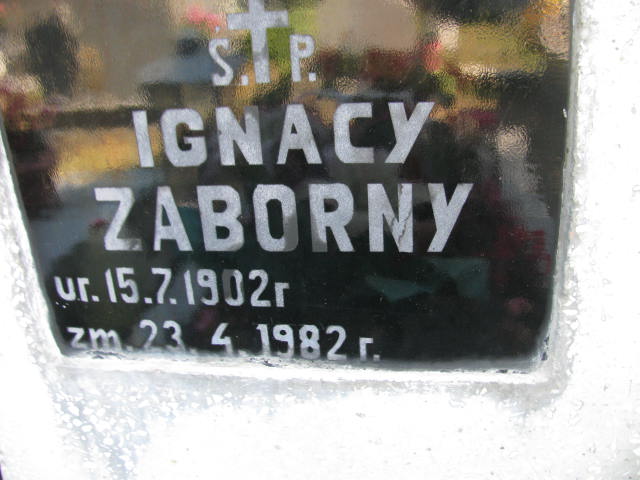 Ś.P.
IGNACY
ZABORNY
ur. 15.7.1902r
zm. 23. 4. 1982 r.